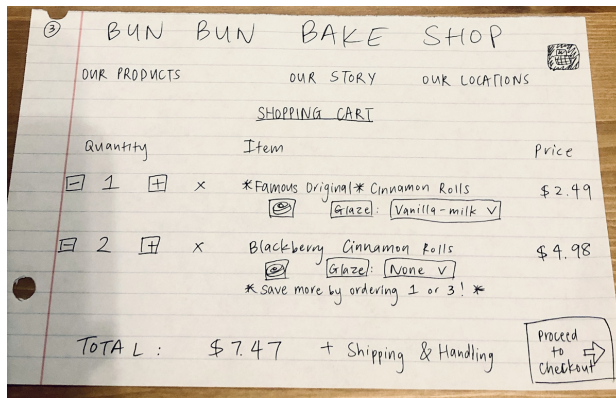 3
BUN BUN BAKE SHOP
OUR PRODUCTS OUR STORY OUR LOCATIONS
SHOPPING CART
Quantity Item Price
- 1 + x *Famous Original* Cinnamon Rolls $2.49
Glaze: Vanilla-milk V
- 2 + x Blackberry Cinnamon Rolls $4.98
Glaze: None V
*Save more by ordering 1 or 3! *
TOTAL: $7.47 + Shipping & Handling
Proceed
to
Checkout